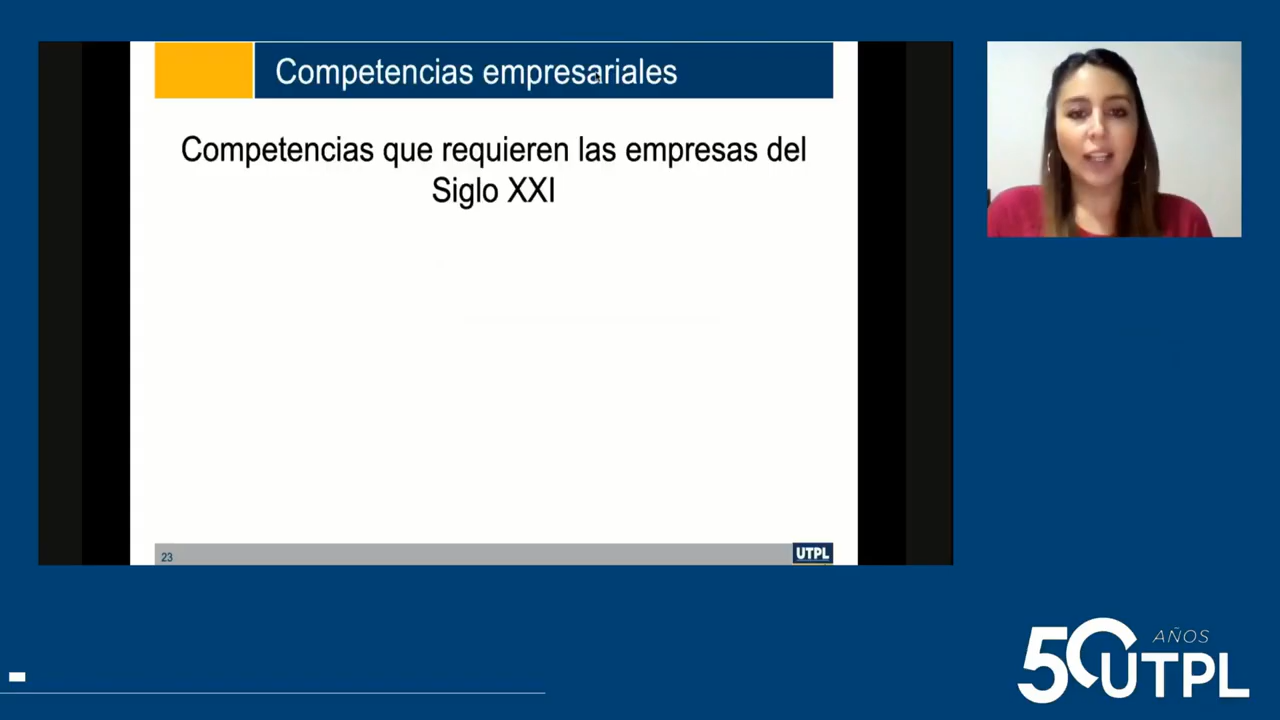 Competencias empresariales
Competencias que requieren las empresas del
Siglo XXI
23
UTPL
50 AÑOS
UTPL